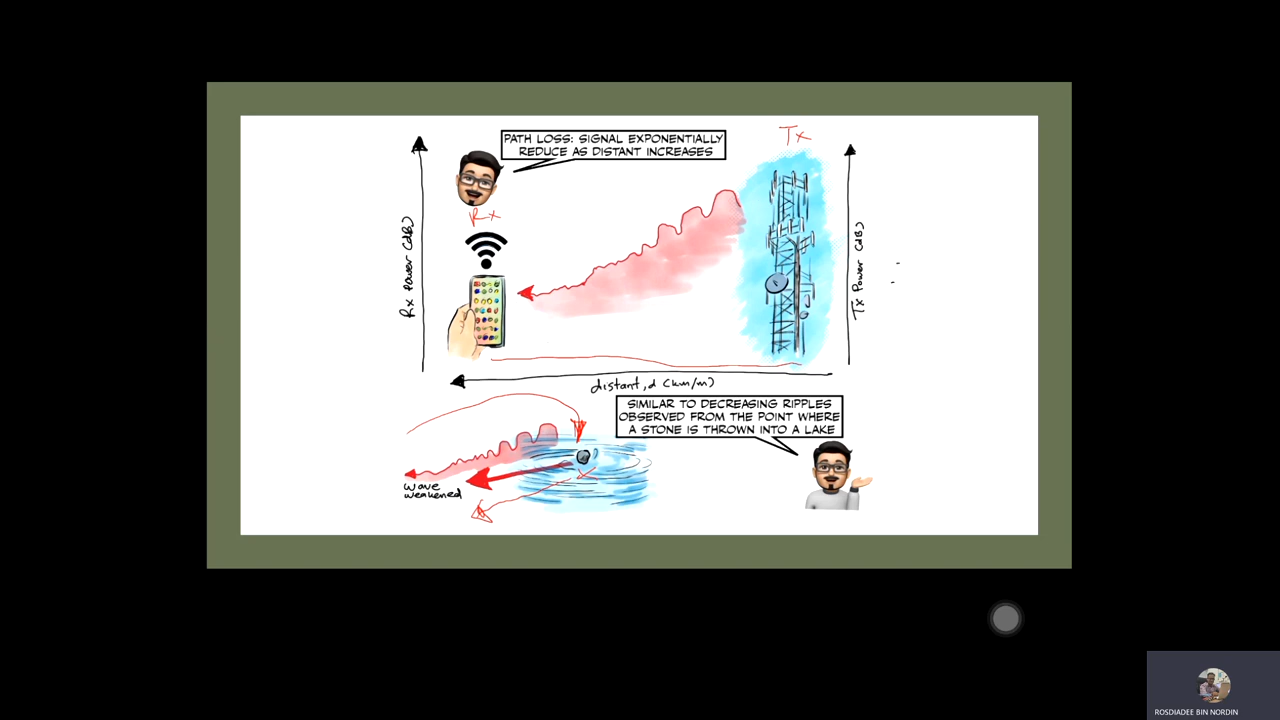 PATH LOSS: SIGNAL EXPONENTIALLY
REDUCE AS DISTANT INCREASES
Tx
Rx
Rx Power (dB)
Tx Power (dB)
distant, d (km/m)
SIMILAR TO DECREASING RIPPLES
OBSERVED FROM THE POINT WHERE
A STONE IS THROWN INTO A LAKE
Wave
weakened
ROSDIADEE BIN NORDIN